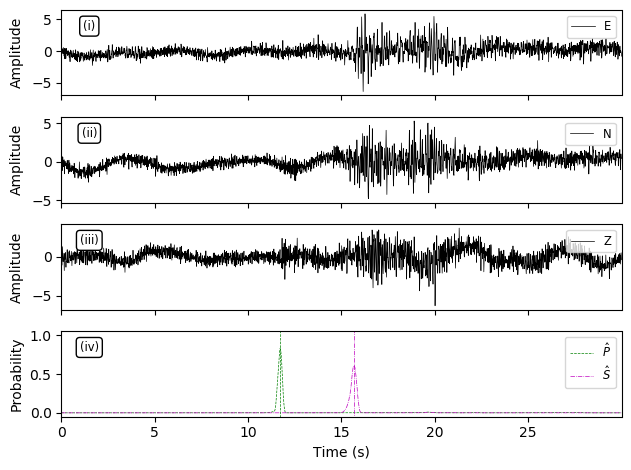 Amplitude
5
0
−5
(i)
E
Amplitude
5
0
−5
(ii)
N
Amplitude
0
−5
(iii)
Z
Probability
1.0
0.5
0.0
(iv)
P̂
Ŝ
0 5 10 15 20 25
Time (s)